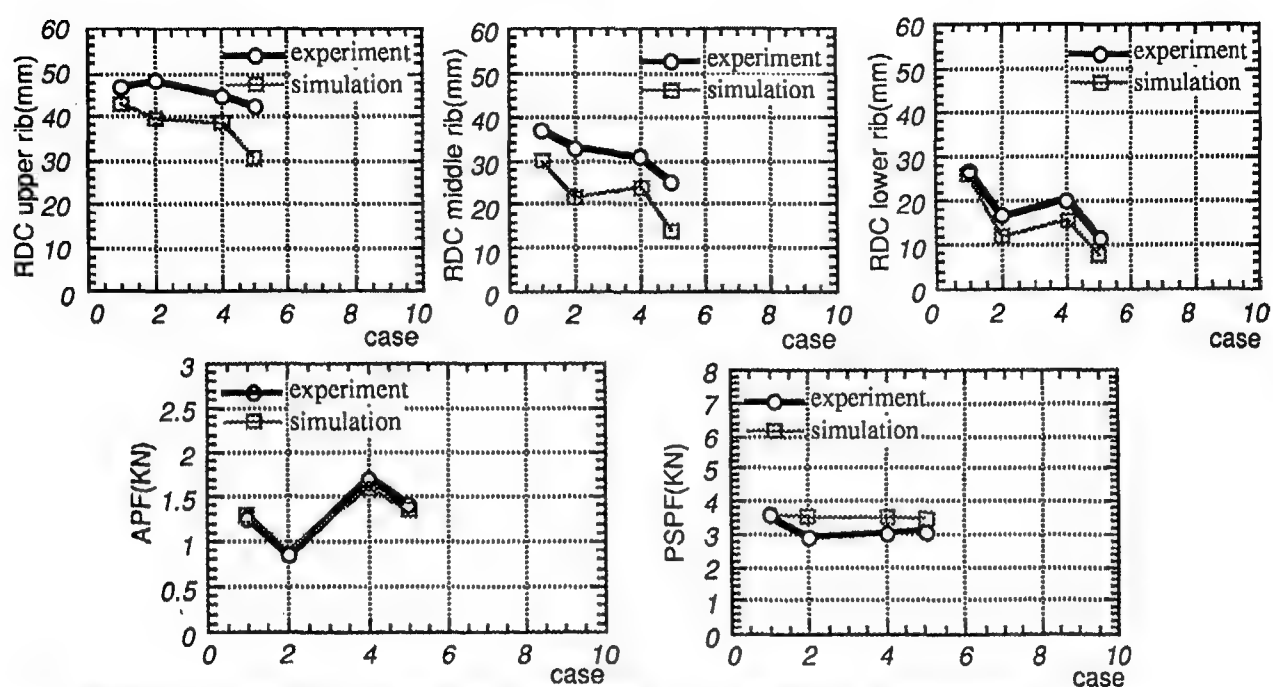 RDC upper rib(mm)
60
50
40
30
20
10
0
experiment
simulation
0 2 4 6 8 10
case
RDC middle rib(mm)
60
50
40
30
20
10
0
experiment
simulation
0 2 4 6 8 10
case
RDC lower rib(mm)
60
50
40
30
20
10
0
experiment
simulation
0 2 4 6 8 10
case
APF(KN)
3
2.5
2
1.5
1
0.5
0
experiment
simulation
0 2 4 6 8 10
case
PSPF(KN)
8
7
6
5
4
3
2
1
0
experiment
simulation
0 2 4 6 8 10
case